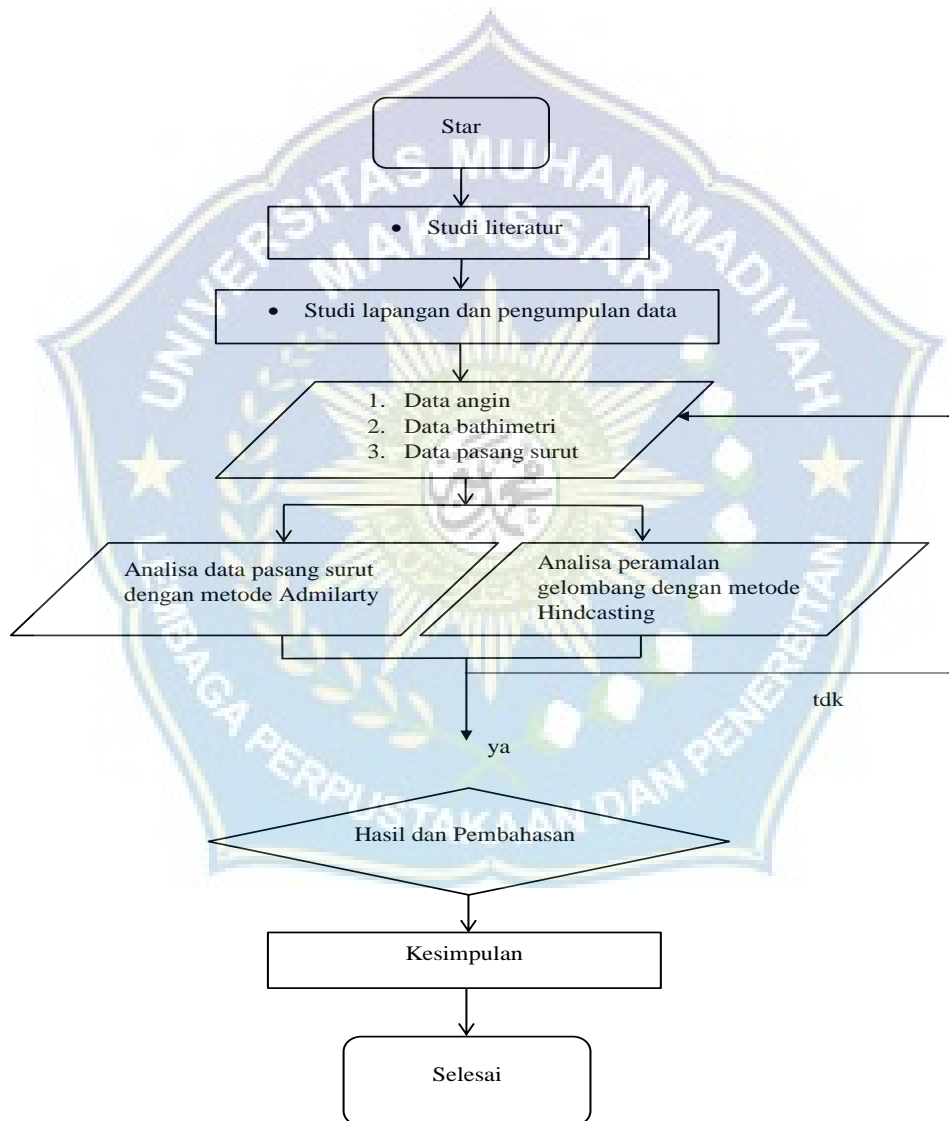 Star
UNIVERSITAS MUHAMMADIYAH
MAKASSAR
• Studi literatur
• Studi lapangan dan pengumpulan data
1. Data angin
2. Data bathimetri
3. Data pasang surut
Analisa data pasang surut
dengan metode Admilarty
Analisa peramalan
gelombang dengan metode
Hindcasting
tdk
ya
LEMBAGA PERPUSTAKAAN DAN PENERBITAN
Hasil dan Pembahasan
Kesimpulan
Selesai